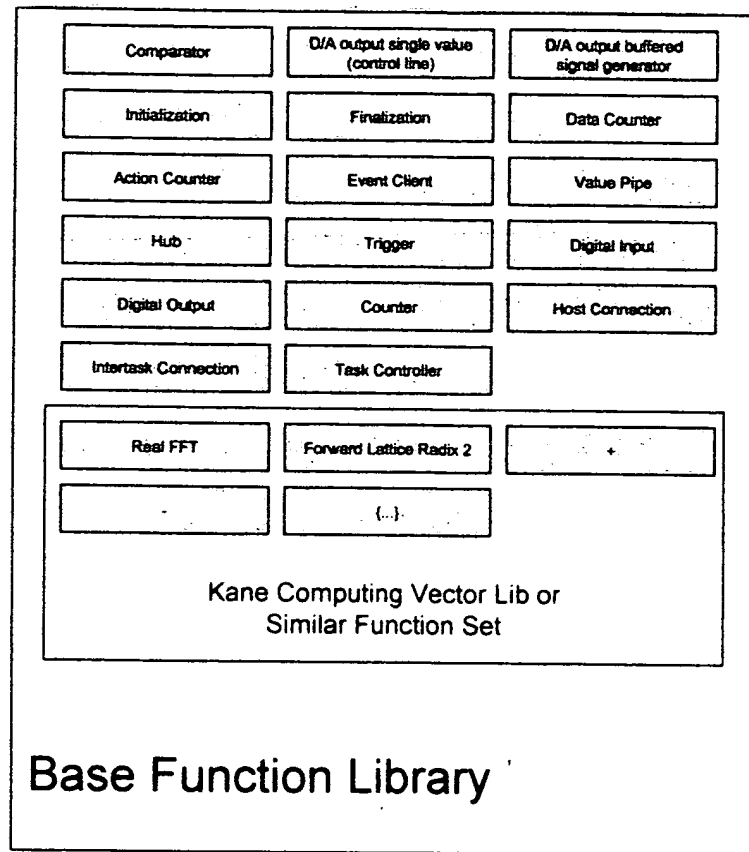 Comparator
D/A output single value
(control line)
D/A output buffered
signal generator
Initialization
Finalization
Data Counter
Action Counter
Event Client
Value Pipe
Hub
Trigger
Digital Input
Digital Output
Counter
Host Connection
Intertask Connection
Task Controller
Real FFT
Forward Lattice Radix 2
+
-
{...}
Kane Computing Vector Lib or
Similar Function Set
Base Function Library